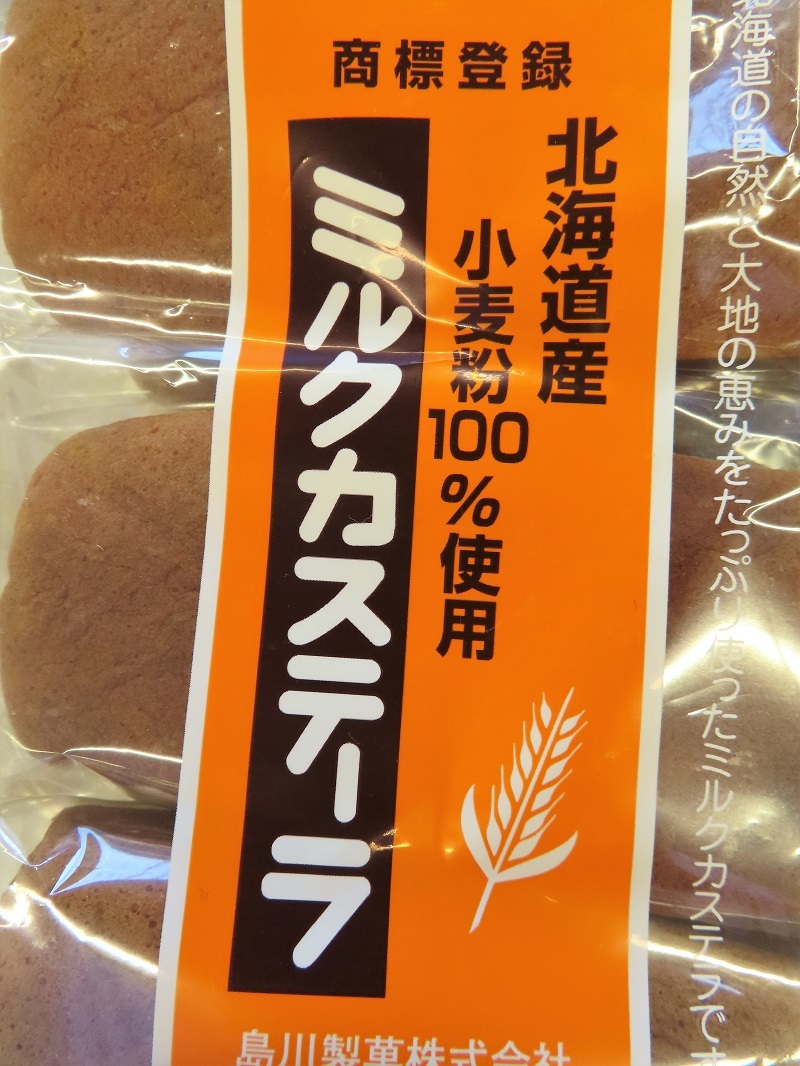 商標登録
北海道産
小麦粉100%使用
ミルクカステーラ
島川製菓株式会社
北海道の自然と大地の恵みをたっぷり使ったミルクカステラです